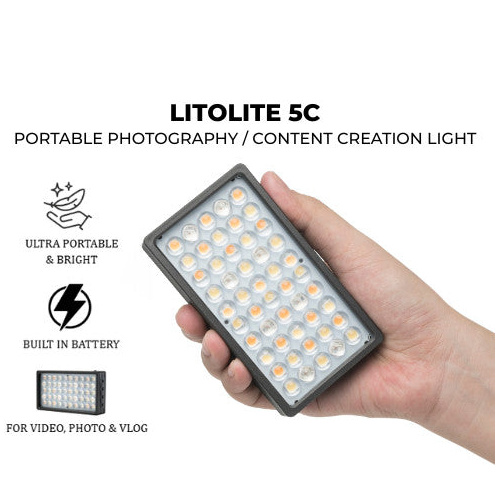 LITOLITE 5C
PORTABLE PHOTOGRAPHY / CONTENT CREATION LIGHT
ULTRA PORTABLE
& BRIGHT
BUILT IN BATTERY
FOR VIDEO, PHOTO & VLOG